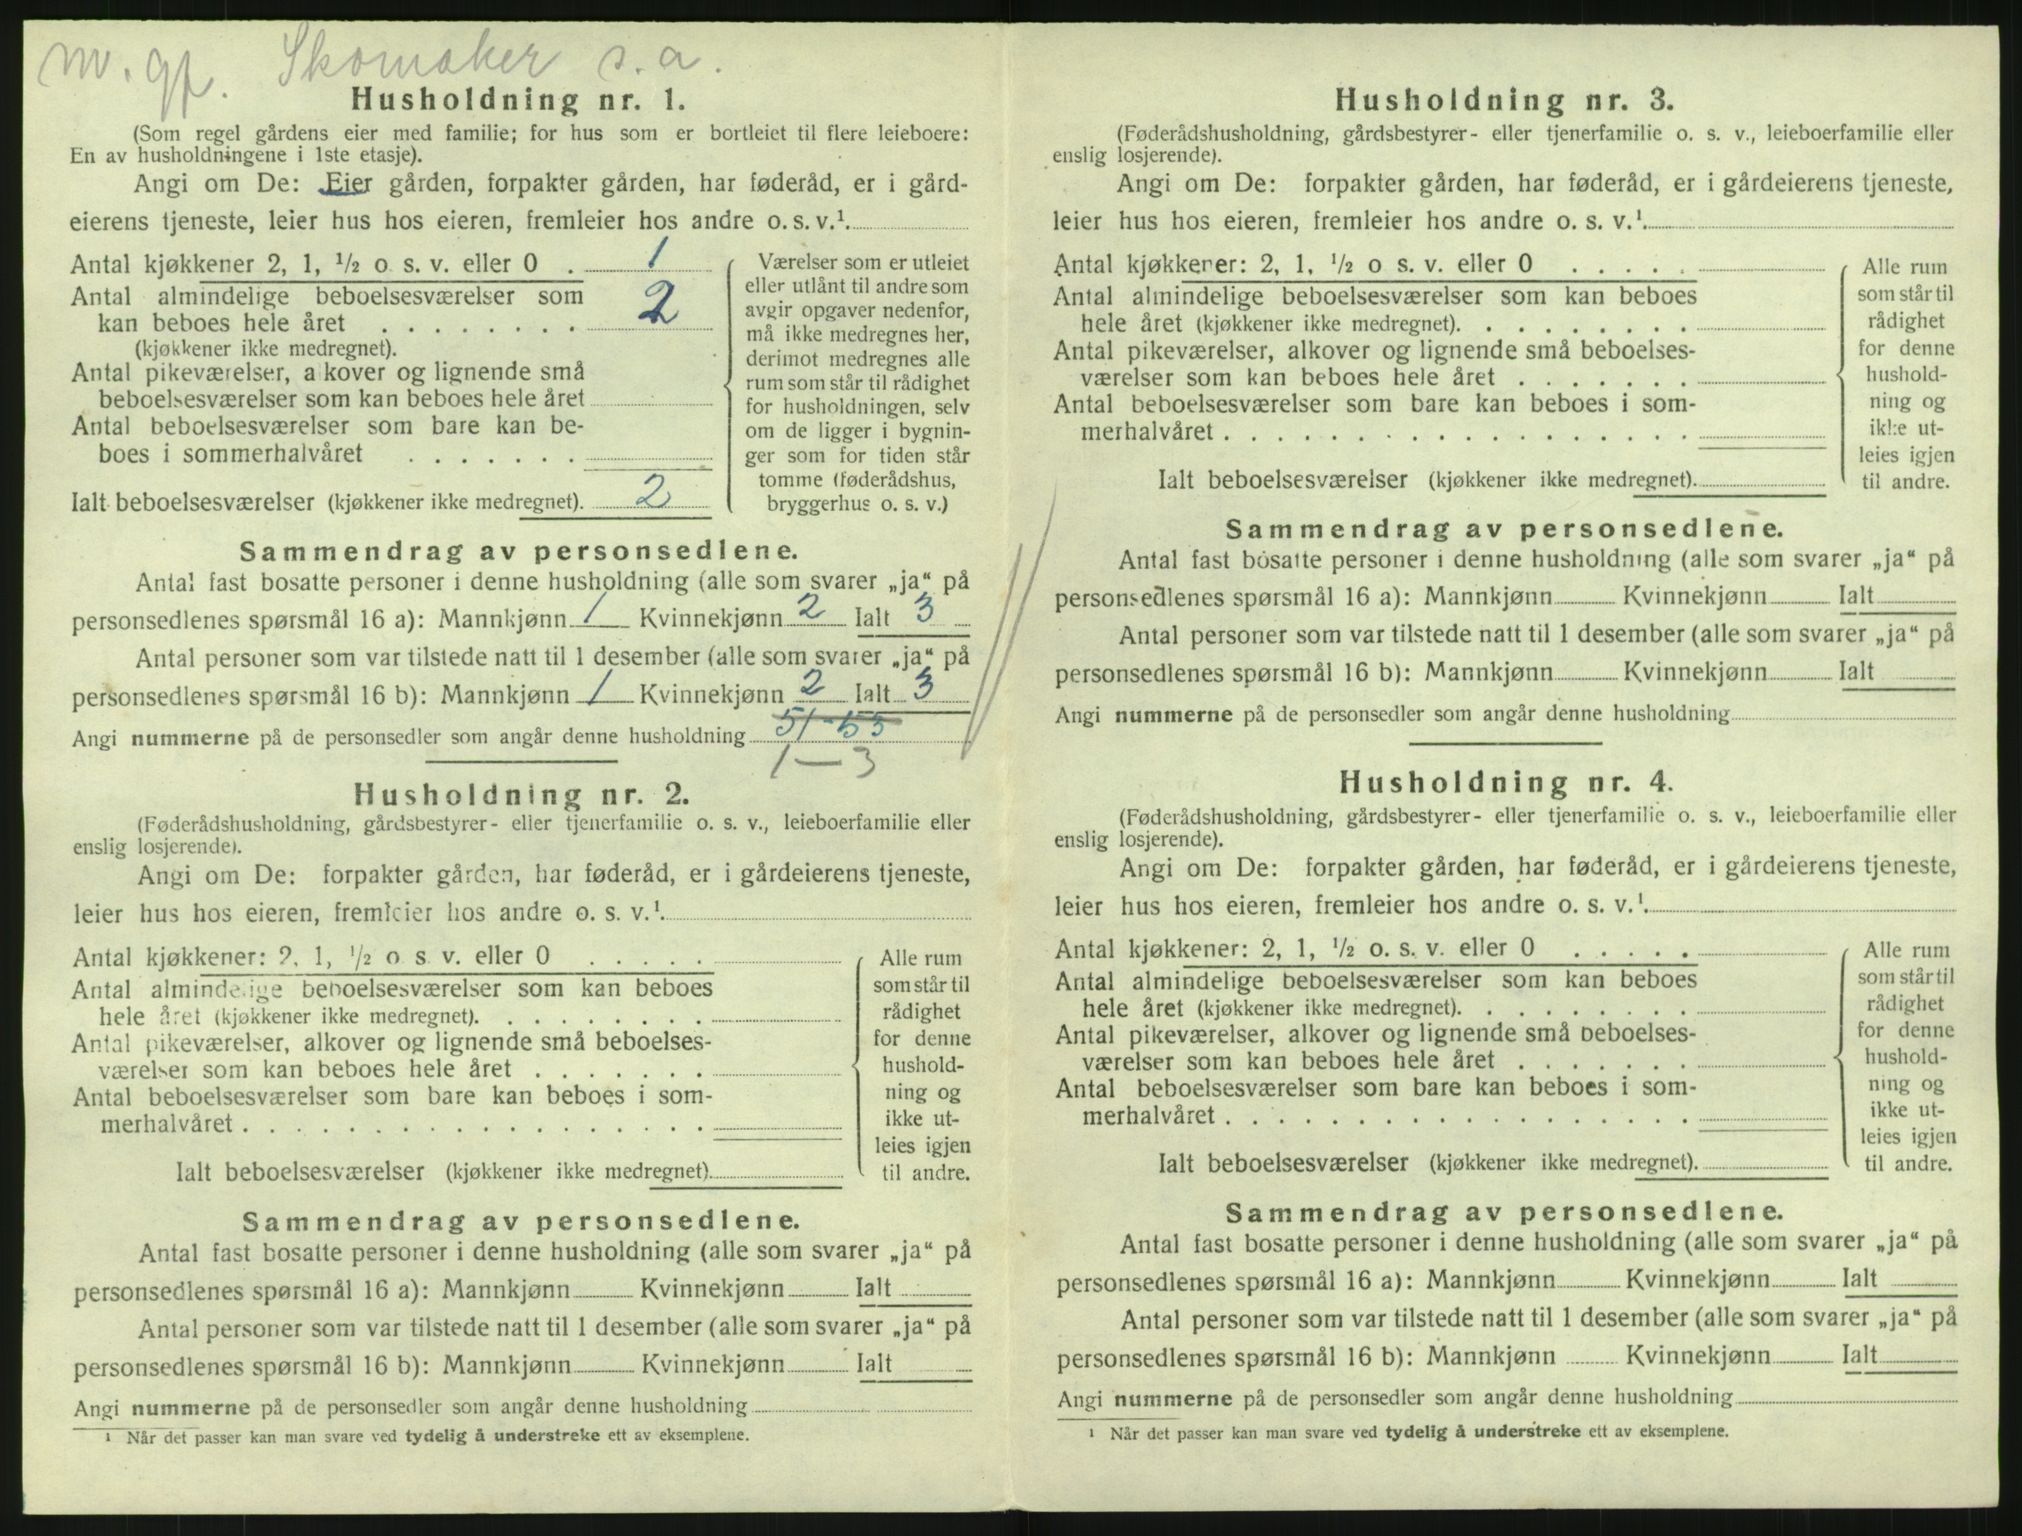 m. gp. Skomaker s. a.
Husholdning nr. 1.
(Som regel gårdens eier med familie; for hus som er bortleiet til flere leieboere:
En av husholdningene i 1ste etasje).
Angi om De: Eier gården, forpakter gården, har føderåd, er i gård-
eierens tjeneste, leier hus hos eieren, fremleier hos andre o. s. v.¹.
Antal kjøkkener 2, 1, ½ o. s. v. eller 0 . 1
Antal almindelige beboelsesværelser som
kan beboes hele året . . . . . . . . 2
(kjøkkener ikke medregnet).
Antal pikeværelser, alkover og lignende små
beboelsesværelser som kan beboes hele året
Antal beboelsesværelser som bare kan be-
boes i sommerhalvåret . . . . . . .
Ialt beboelsesværelser (kjøkkener ikke medregnet). 2
Værelser som er utleiet
eller utlånt til andre som
avgir opgaver nedenfor,
må ikke medregnes her,
derimot medregnes alle
rum som står til rådighet
for husholdningen, selv
om de ligger i bygnin-
ger som for tiden står
tomme (føderådshus,
bryggerhus o. s. v.)
Sammendrag av personsedlene.
Antal fast bosatte personer i denne husholdning (alle som svarer „ja“ på
personsedlenes spørsmål 16 a): Mannkjønn 1 Kvinnekjønn 2 Ialt 3
Antal personer som var tilstede natt til 1 desember (alle som svarer „ja“ på
personsedlenes spørsmål 16 b): Mannkjønn 1 Kvinnekjønn 2 Ialt 3
Angi nummerne på de personsedler som angår denne husholdning 51-53
1—3
Husholdning nr. 2.
(Føderådshusholdning, gårdsbestyrer- eller tjenerfamilie o. s. v., leieboerfamilie eller
enslig losjerende).
Angi om De: forpakter gården, har føderåd, er i gårdeierens tjeneste,
leier hus hos eieren, fremleier hos andre o. s. v.¹.
Antal kjøkkener: 2, 1, ½ o. s. v. eller 0 . . . . .
Antal almindelige beboelsesværelser som kan beboes
hele året (kjøkkener ikke medregnet). . . . . . . . .
Antal pikeværelser, alkover og lignende små beboelses-
værelser som kan beboes hele året . . . . . . .
Antal beboelsesværelser som bare kan beboes i som-
merhalvåret . . . . . . . . . . . . . . . . . .
Ialt beboelsesværelser (kjøkkener ikke medregnet).
Alle rum
som står til
rådighet
for denne
hushold-
ning og
ikke ut-
leies igjen
til andre.
Sammendrag av personsedlene.
Antal fast bosatte personer i denne husholdning (alle som svarer „ja“ på
personsedlenes spørsmål 16 a): Mannkjønn Kvinnekjønn Ialt
Antal personer som var tilstede natt til 1 desember (alle som svarer „ja“ på
personsedlenes spørsmål 16 b): Mannkjønn Kvinnekjønn Ialt
Angi nummerne på de personsedler som angår denne husholdning
¹ Når det passer kan man svare ved tydelig å understreke ett av eksemplene.
Husholdning nr. 3.
(Føderådshusholdning, gårdsbestyrer- eller tjenerfamilie o. s. v., leieboerfamilie eller
enslig losjerende).
Angi om De: forpakter gården, har føderåd, er i gårdeierens tjeneste,
leier hus hos eieren, fremleier hos andre o. s. v.¹.
Antal kjøkkener: 2, 1, ½ o s. v. eller 0 . . . . .
Antal almindelige beboelsesværelser som kan beboes
hele året (kjøkkener ikke medregnet). . . . . . . . .
Antal pikeværelser, alkover og lignende små beboelses-
værelser som kan beboes hele året . . . . . . .
Antal beboelsesværelser som bare kan beboes i som-
merhalvåret . . . . . . . . . . . . . . . . . .
Ialt beboelsesværelser (kjøkkener ikke medregnet).
Alle rum
som står til
rådighet
for denne
hushold-
ning og
ikke ut-
leies igjen
til andre.
Sammendrag av personsedlene.
Antal fast bosatte personer i denne husholdning (alle som svarer „ja“ på
personsedlenes spørsmål 16 a): Mannkjønn Kvinnekjønn Ialt
Antal personer som var tilstede natt til 1 desember (alle som svarer „ja“ på
personsedlenes spørsmål 16 b): Mannkjønn Kvinnekjønn Ialt
Angi nummerne på de personsedler som angår denne husholdning
Husholdning nr. 4.
(Føderådshusholdning, gårdsbestyrer- eller tjenerfamilie o. s. v., leieboerfamilie eller
enslig losjerende).
Angi om De: forpakter gården, har føderåd, er i gårdeierens tjeneste,
leier hus hos eieren, fremleier hos andre o. s. v.¹.
Antal kjøkkener: 2, 1, ½ o. s. v. eller 0 . . . . .
Antal almindelige beboelsesværelser som kan beboes
hele året (kjøkkener ikke medregnet). . . . . . . . .
Antal pikeværelser, alkover og lignende små beboelses-
værelser som kan beboes hele året . . . . . . .
Antal beboelsesværelser som bare kan beboes i som-
merhalvåret . . . . . . . . . . . . . . . . . .
Ialt beboelsesværelser (kjøkkener ikke medregnet).
Alle rum
som står til
rådighet
for denne
hushold-
ning og
ikke ut-
leies igjen
til andre.
Sammendrag av personsedlene.
Antal fast bosatte personer i denne husholdning (alle som svarer „ja“ på
personsedlenes spørsmål 16 a): Mannkjønn Kvinnekjønn Ialt
Antal personer som var tilstede natt til 1 desember (alle som svarer „ja“ på
personsedlenes spørsmål 16 b): Mannkjønn Kvinnekjønn Ialt
Angi nummerne på de personsedler som angår denne husholdning
¹ Når det passer kan man svare ved tydelig å understreke ett av eksemplene.